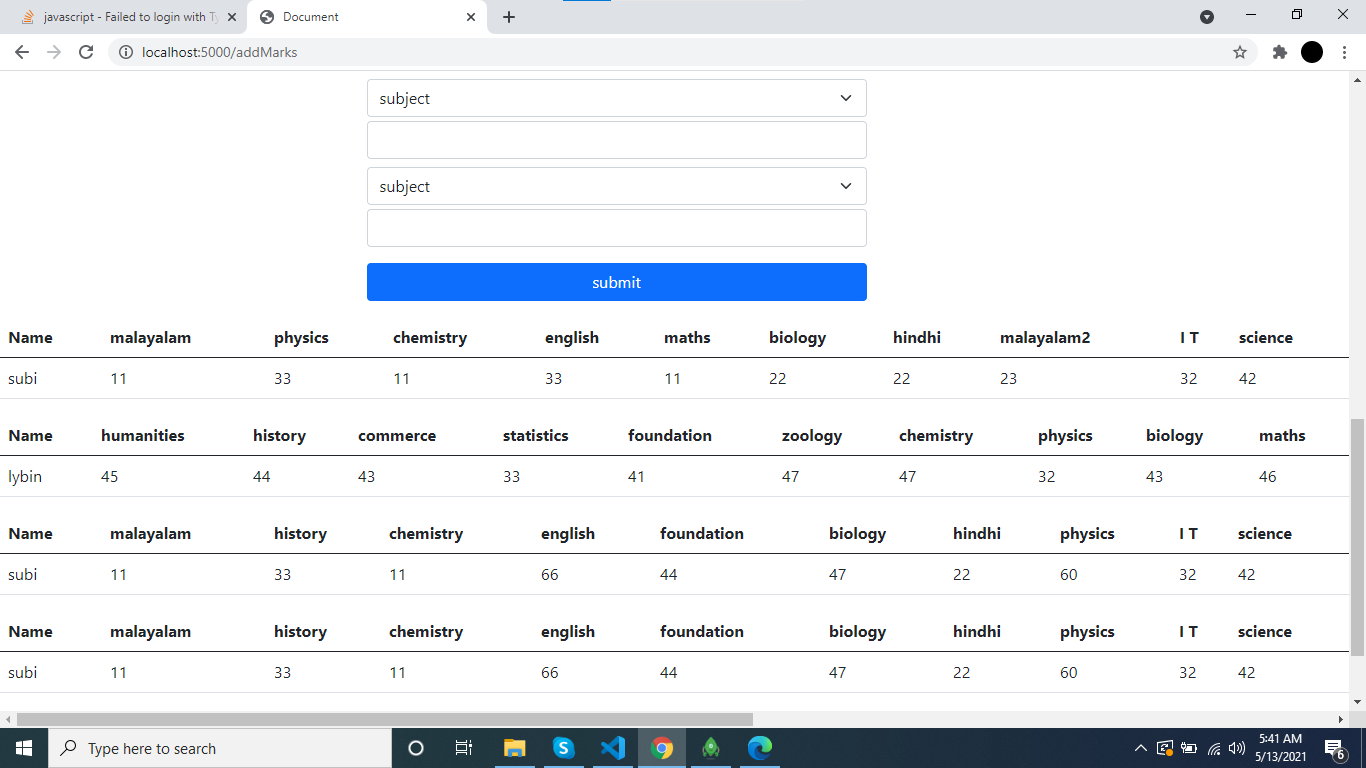 javascript - Failed to login with Ty
Document
localhost:5000/addMarks
subject
subject
submit
Name malayalam physics chemistry english maths biology hindhi malayalam2 I T science
subi 11 33 11 33 11 22 22 23 32 42
Name humanities history commerce statistics foundation zoology chemistry physics biology maths
lybin 45 44 43 33 41 47 47 32 43 46
Name malayalam history chemistry english foundation biology hindhi physics I T science
subi 11 33 11 66 44 47 22 60 32 42
Name malayalam history chemistry english foundation biology hindhi physics I T science
subi 11 33 11 66 44 47 22 60 32 42
Type here to search
5:41 AM
5/13/2021
6